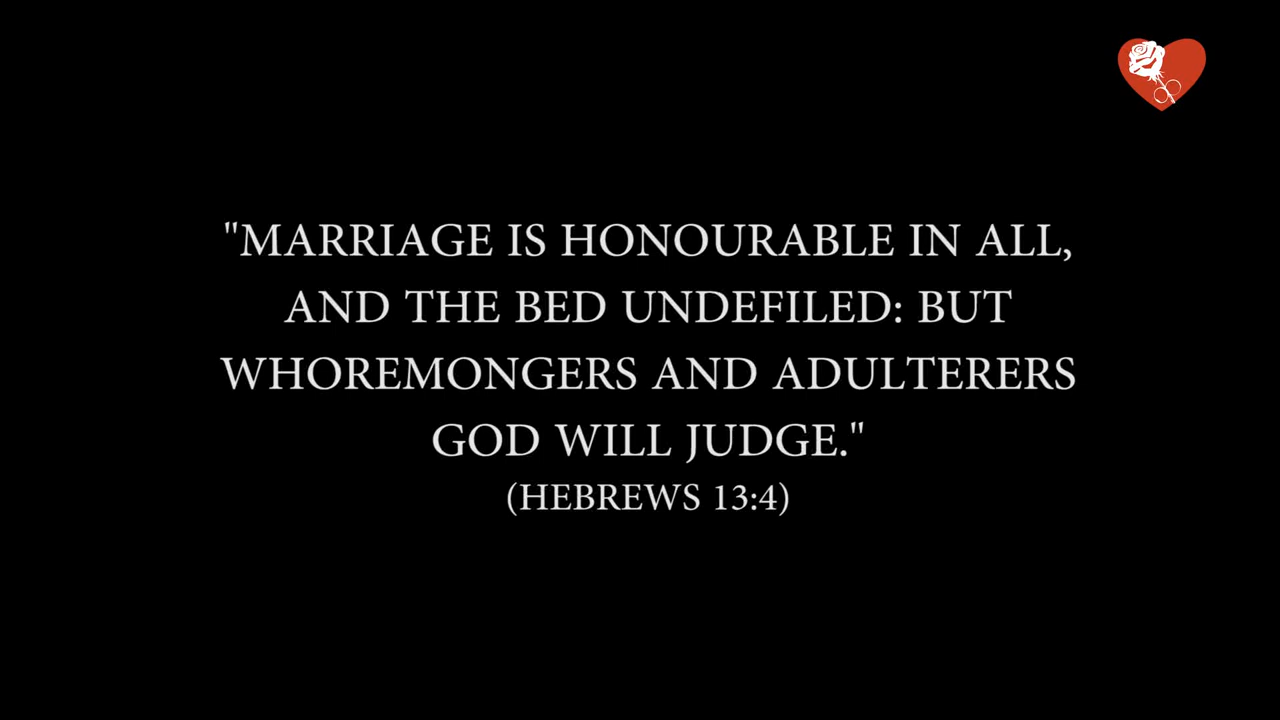 "MARRIAGE IS HONOURABLE IN ALL,
AND THE BED UNDEFILED: BUT
WHOREMONGERS AND ADULTERERS
GOD WILL JUDGE."
(HEBREWS 13:4)